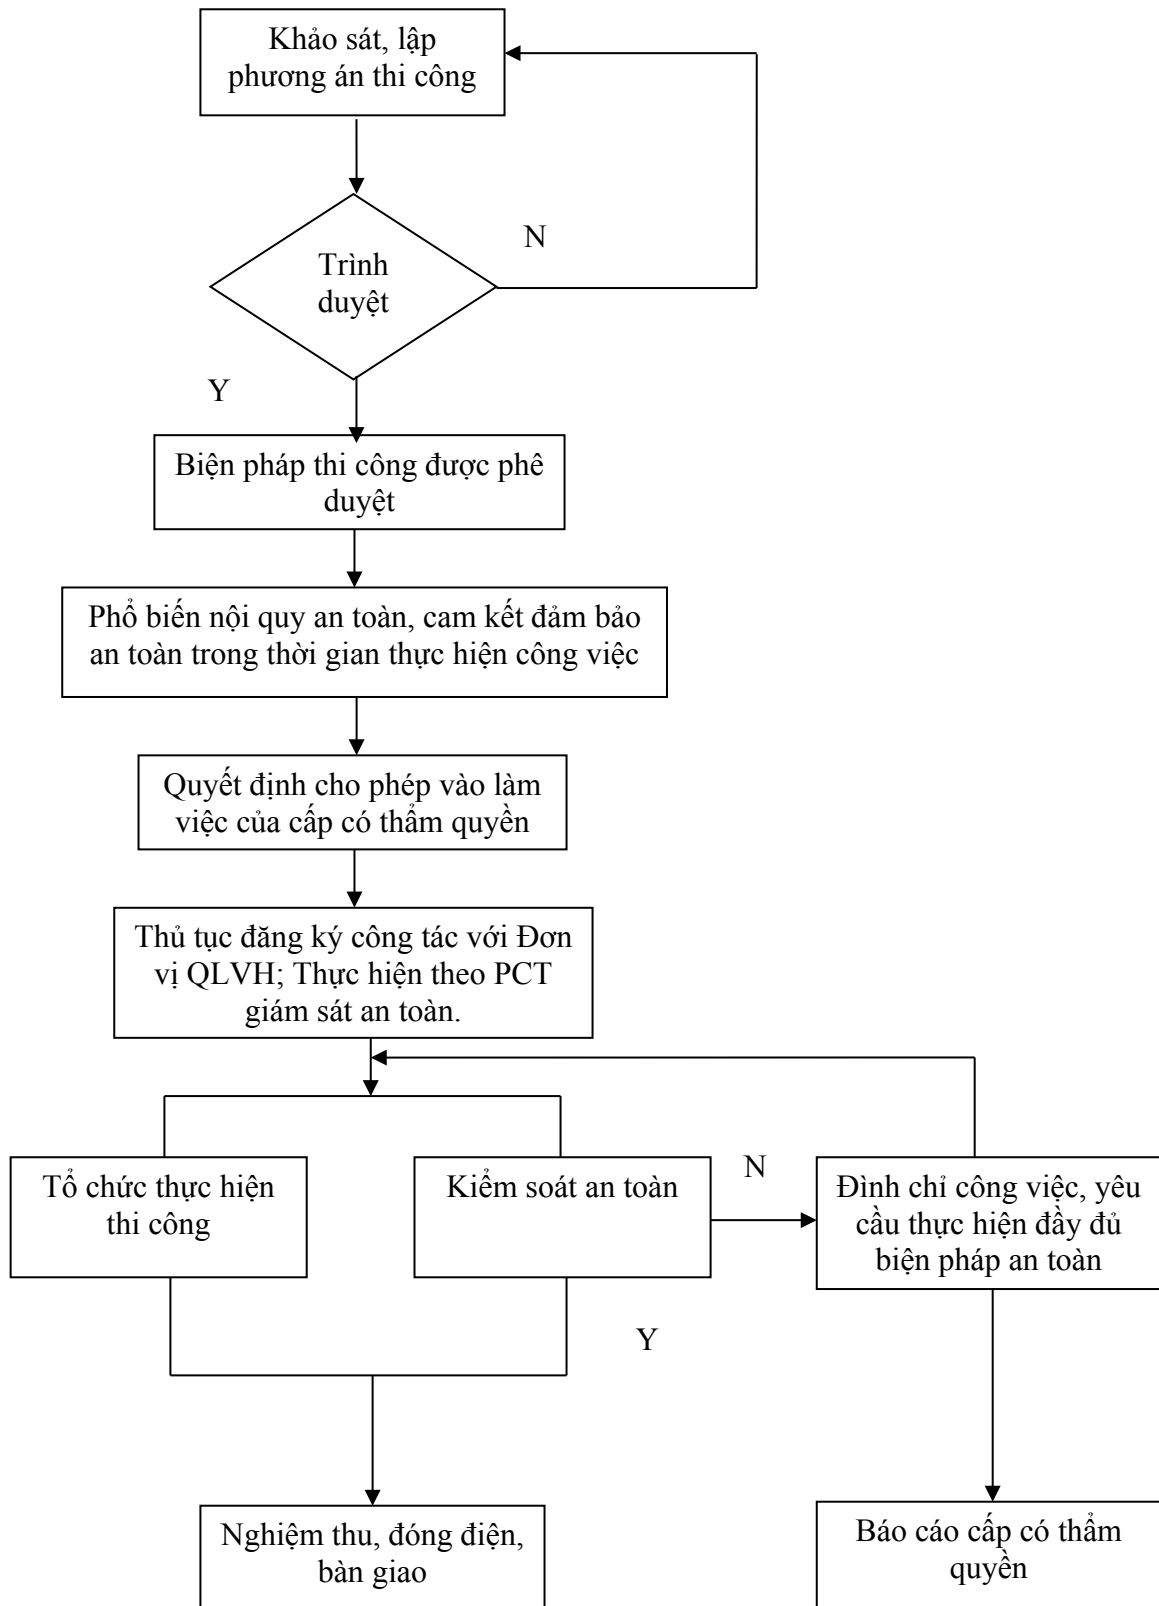 Khảo sát, lập
phương án thi công
N
Trình
duyệt
Y
Biện pháp thi công được phê
duyệt
Phổ biến nội quy an toàn, cam kết đảm bảo
an toàn trong thời gian thực hiện công việc
Quyết định cho phép vào làm
việc của cấp có thẩm quyền
Thủ tục đăng ký công tác với Đơn
vị QLVH; Thực hiện theo PCT
giám sát an toàn.
Tổ chức thực hiện
thi công
Kiểm soát an toàn
N
Đình chỉ công việc, yêu
cầu thực hiện đầy đủ
biện pháp an toàn
Y
Nghiệm thu, đóng điện,
bàn giao
Báo cáo cấp có thẩm
quyền